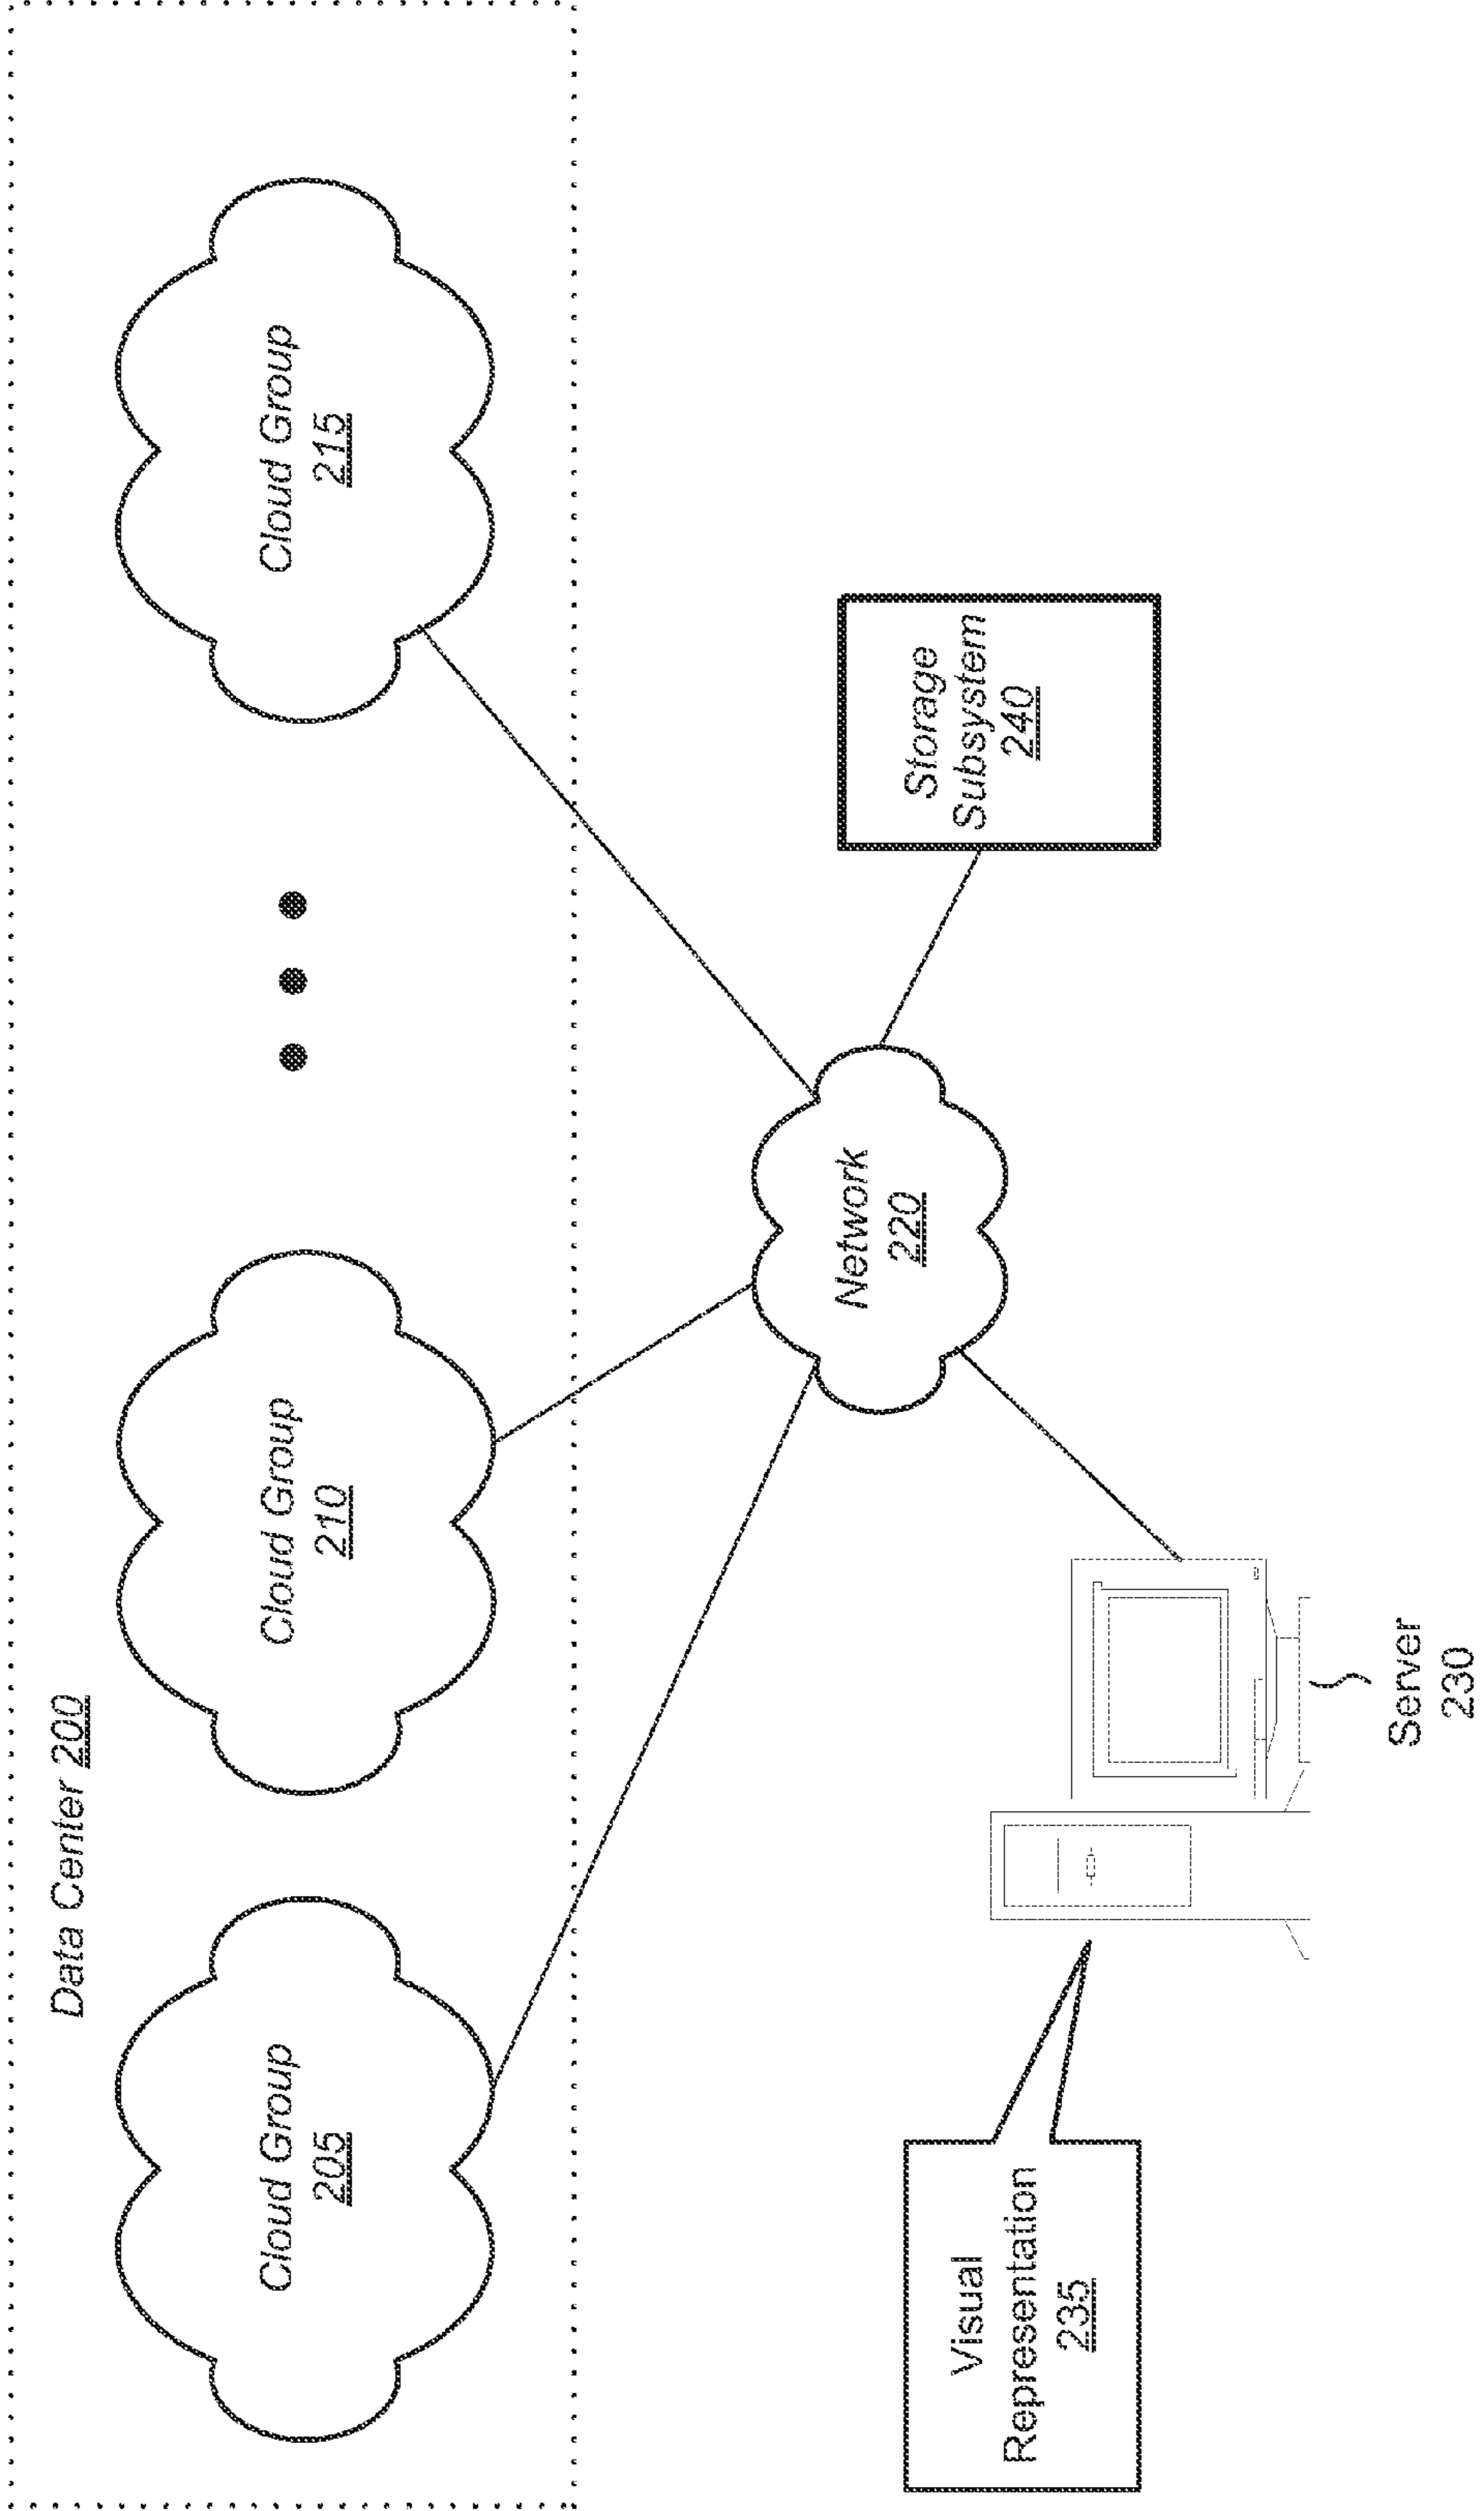 Data Center 200
Cloud Group
205
Cloud Group
210
Cloud Group
215
Network
220
Storage
Subsystem
240
Visual
Representation
235
Server
230